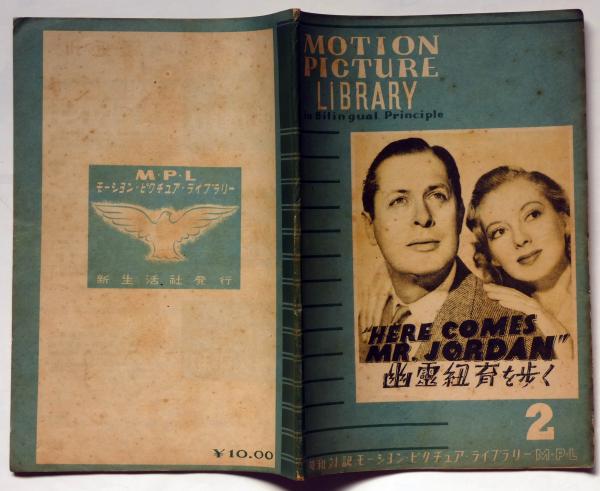 M·P·L
モーション・ピクチュア・ライブラリー
新生活社発行
¥10.00
MOTION
PICTURE
LIBRARY
in Bilingual Principle
"HERE COMES
MR. JORDAN"
幽霊紐育を歩く
2
英和対訳 モーション・ピクチュア・ライブラリー M·P·L